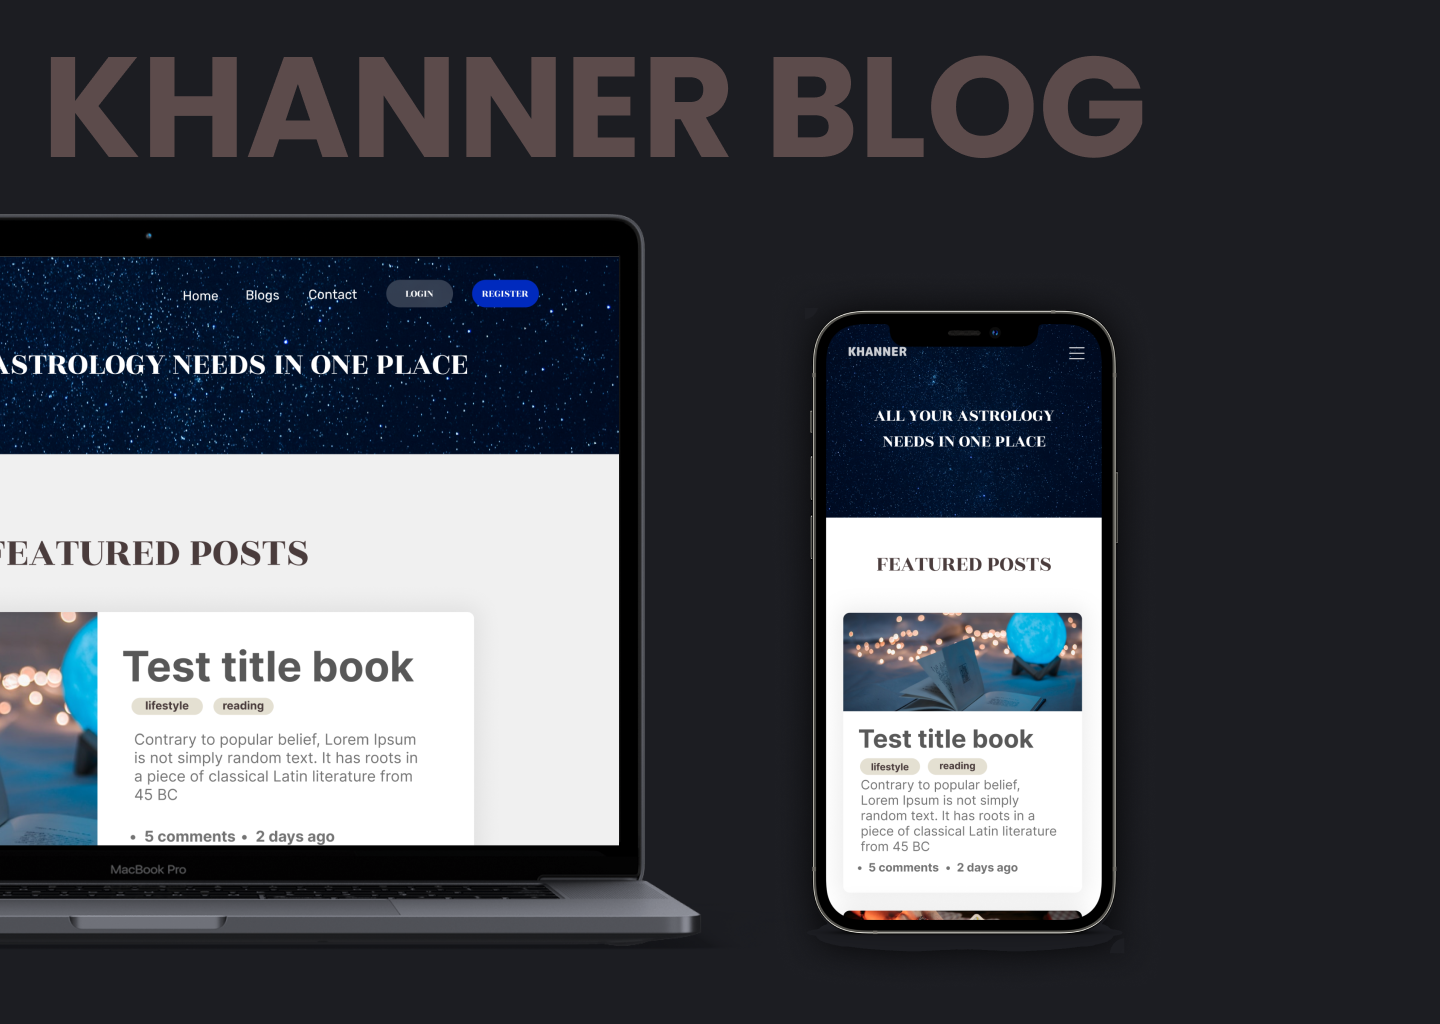 KHANNER BLOG
Home Blogs Contact LOGIN REGISTER
ASTROLOGY NEEDS IN ONE PLACE
FEATURED POSTS
Test title book
lifestyle reading
Contrary to popular belief, Lorem Ipsum
is not simply random text. It has roots in
a piece of classical Latin literature from
45 BC
• 5 comments • 2 days ago
MacBook Pro
KHANNER
ALL YOUR ASTROLOGY
NEEDS IN ONE PLACE
FEATURED POSTS
Test title book
lifestyle reading
Contrary to popular belief,
Lorem Ipsum is not simply
random text. It has roots in a
piece of classical Latin literature
from 45 BC
• 5 comments • 2 days ago